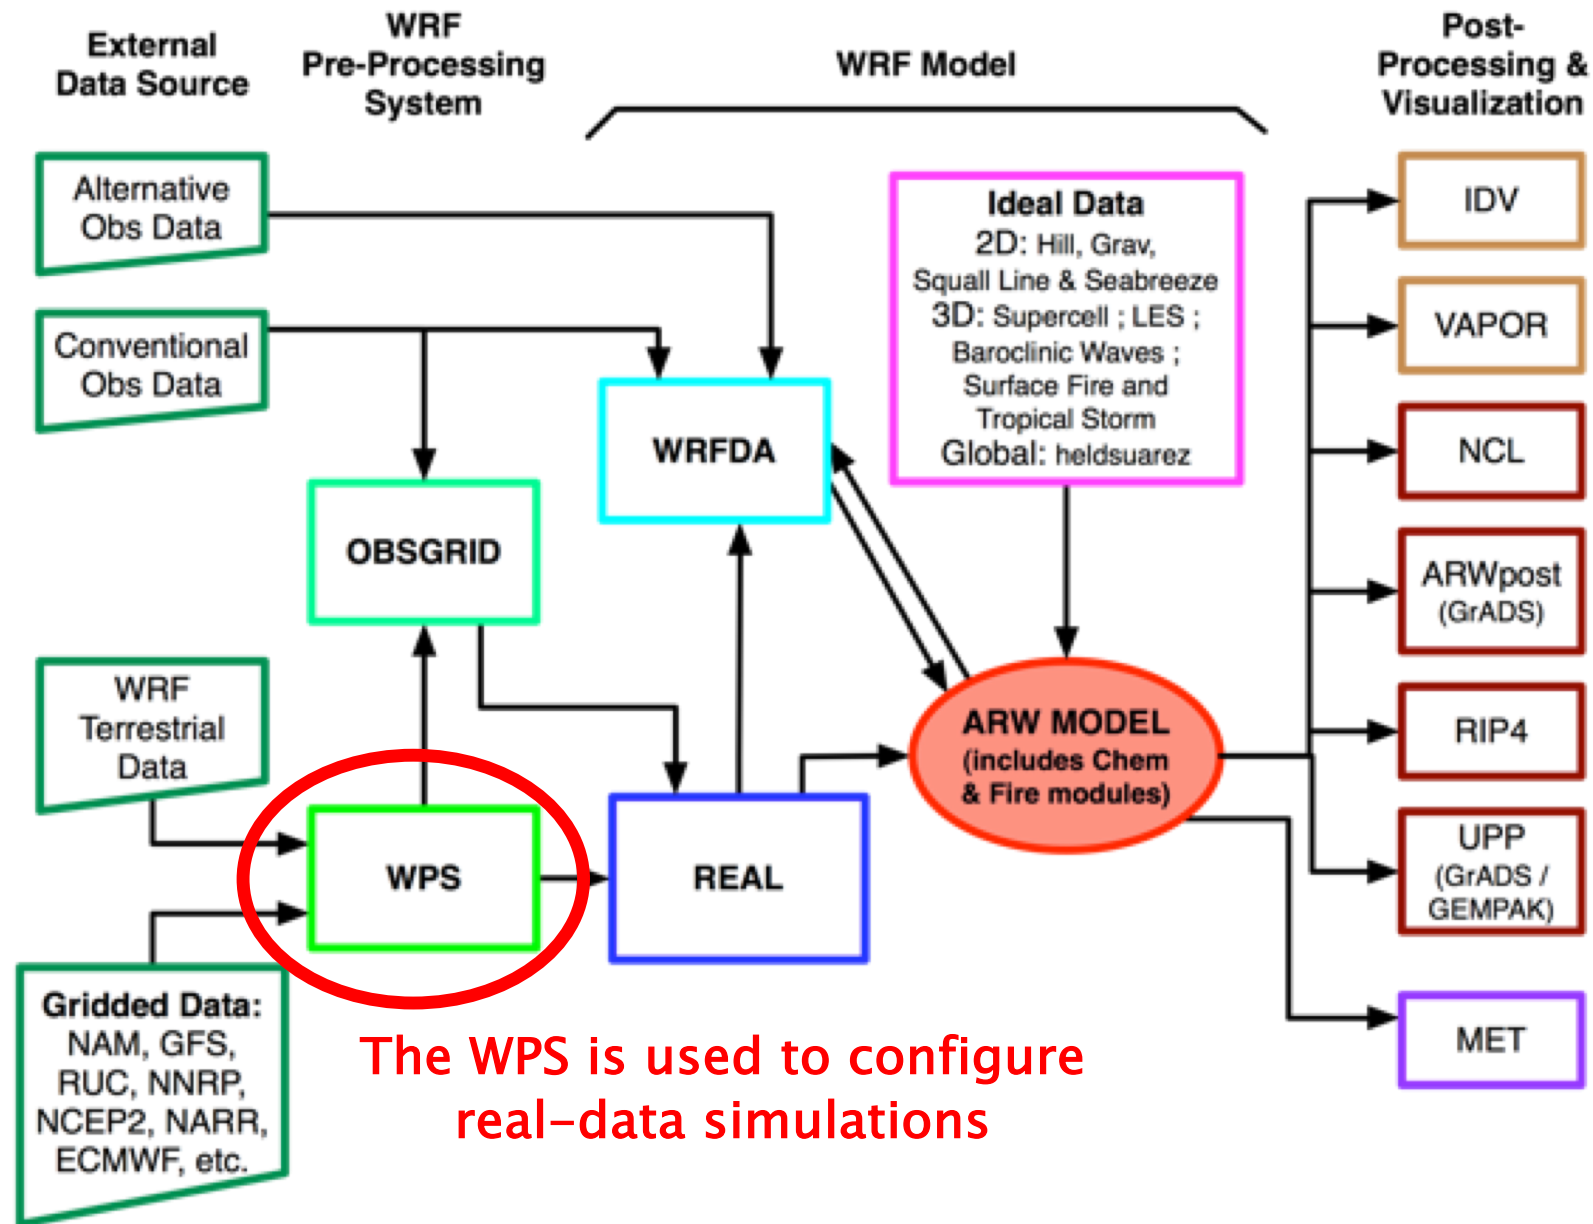 External
Data Source
WRF
Pre-Processing
System
WRF Model
Post-
Processing &
Visualization
Alternative
Obs Data
Conventional
Obs Data
WRF
Terrestrial
Data
Gridded Data:
NAM, GFS,
RUC, NNRP,
NCEP2, NARR,
ECMWF, etc.
OBSGRID
WPS
WRFDA
REAL
Ideal Data
2D: Hill, Grav,
Squall Line & Seabreeze
3D: Supercell ; LES ;
Baroclinic Waves ;
Surface Fire and
Tropical Storm
Global: heldsuarez
ARW MODEL
(includes Chem
& Fire modules)
IDV
VAPOR
NCL
ARWpost
(GrADS)
RIP4
UPP
(GrADS /
GEMPAK)
MET
The WPS is used to configure
real-data simulations